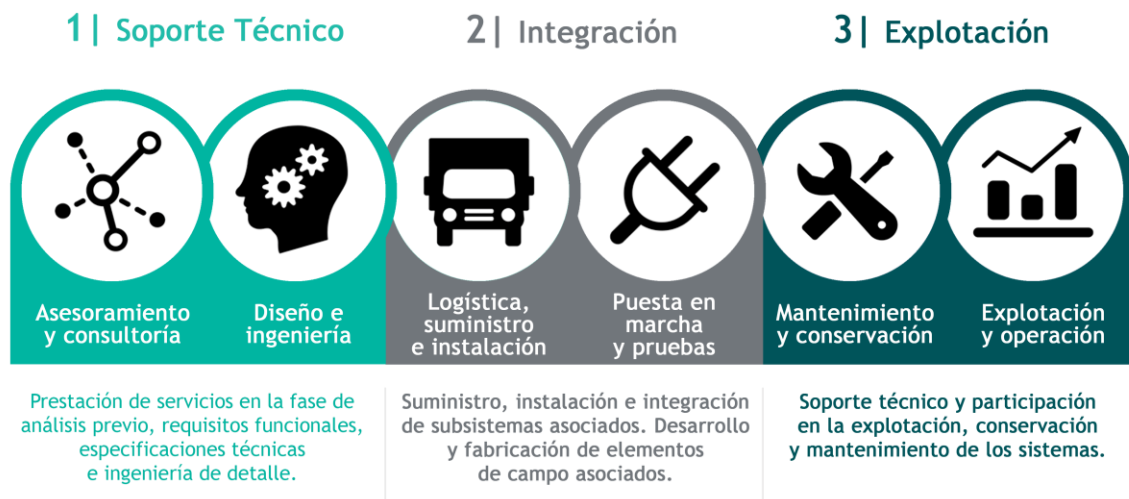 1| Soporte Técnico
2| Integración
3| Explotación
Asesoramiento
y consultoría
Diseño e
ingeniería
Logística,
suministro
e instalación
Puesta en
marcha
y pruebas
Mantenimiento
y conservación
Explotación
y operación
Prestación de servicios en la fase de
análisis previo, requisitos funcionales,
especificaciones técnicas
e ingeniería de detalle.
Suministro, instalación e integración
de subsistemas asociados. Desarrollo
y fabricación de elementos
de campo asociados.
Soporte técnico y participación
en la explotación, conservación
y mantenimiento de los sistemas.